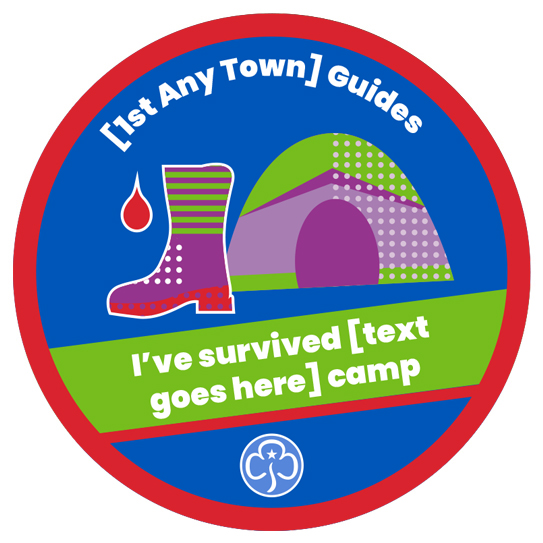 [1st Any Town] Guides
I've survived [text
goes here] camp